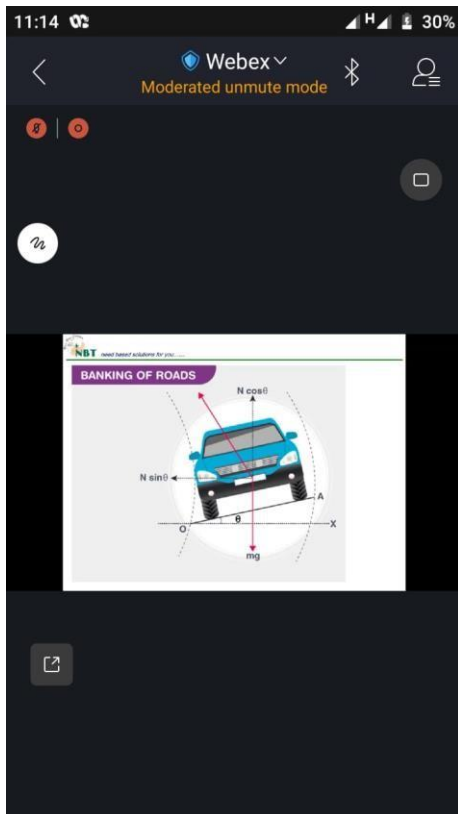 11:14 H 30%
Webex
Moderated unmute mode
NBT need based solutions for you......
BANKING OF ROADS
N cosθ
N sinθ
A
θ
O X
mg